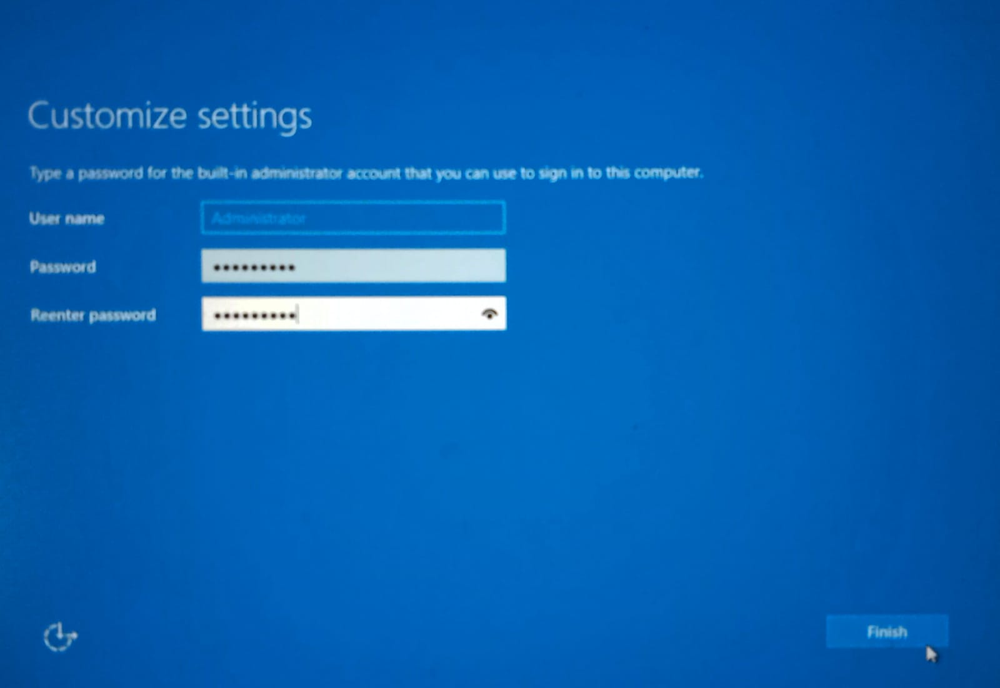 Customize settings
Type a password for the built-in administrator account that you can use to sign in to this computer.
User name
Administrator
Password
•••••••••
Reenter password
•••••••••
Finish